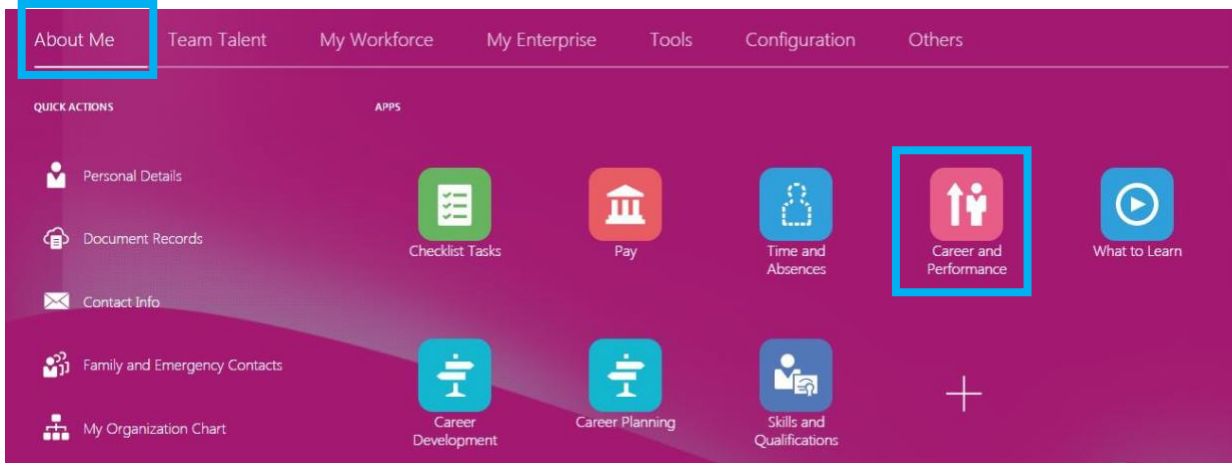 About Me
Team Talent
My Workforce
My Enterprise
Tools
Configuration
Others
QUICK ACTIONS
Personal Details
Document Records
Contact Info
Family and Emergency Contacts
My Organization Chart
APPS
Checklist Tasks
Pay
Time and
Absences
Career and
Performance
What to Learn
Career
Development
Career Planning
Skills and
Qualifications